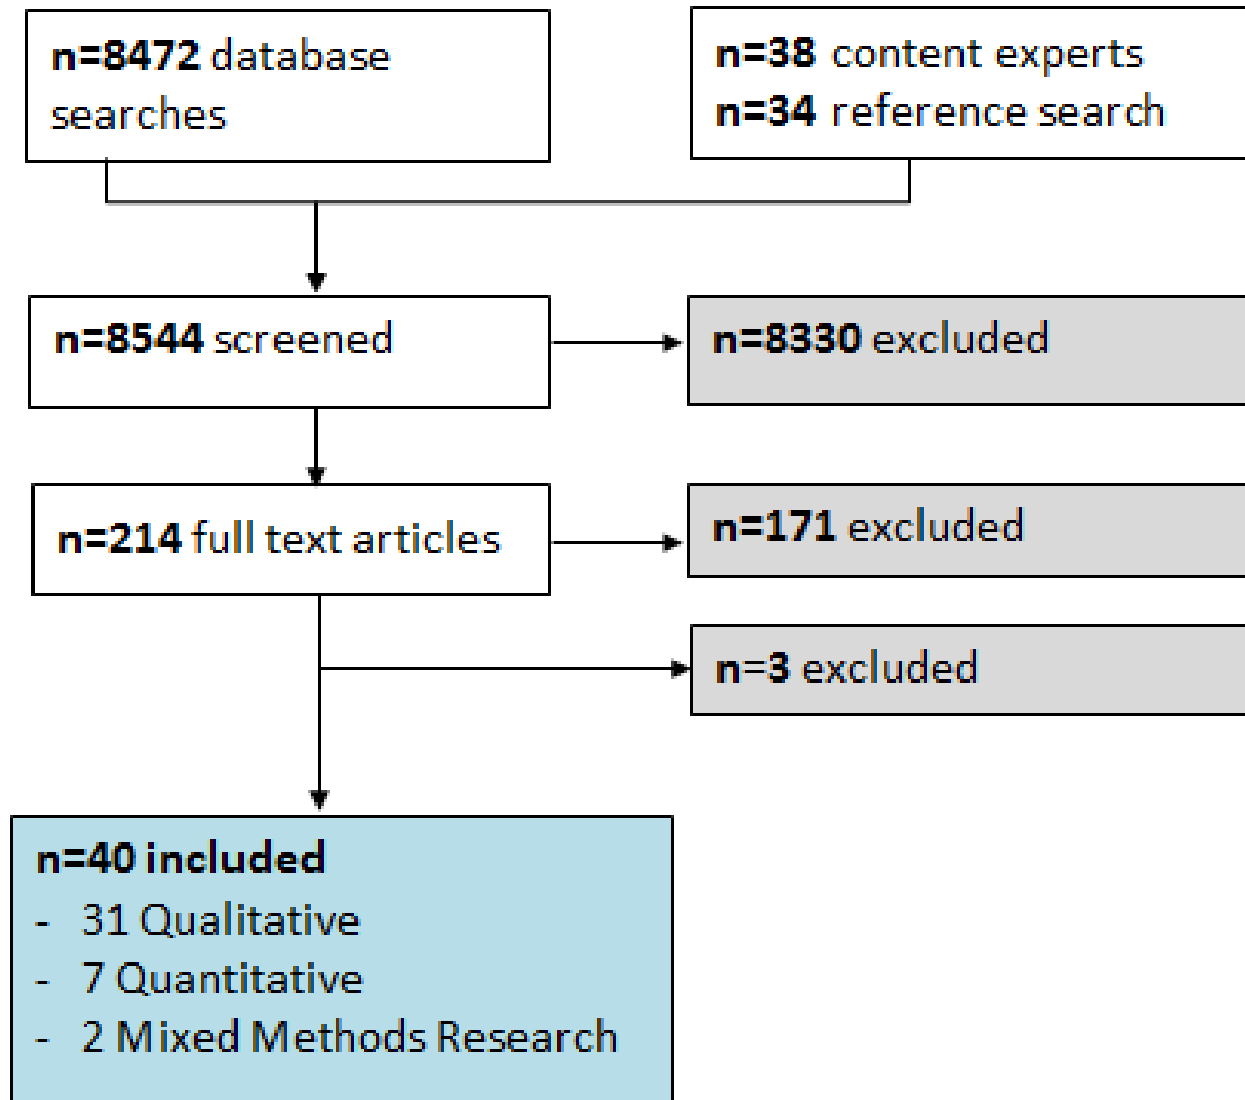 n=8472 database
searches
n=38 content experts
n=34 reference search
n=8544 screened
n=8330 excluded
n=214 full text articles
n=171 excluded
n=3 excluded
n=40 included
- 31 Qualitative
- 7 Quantitative
- 2 Mixed Methods Research